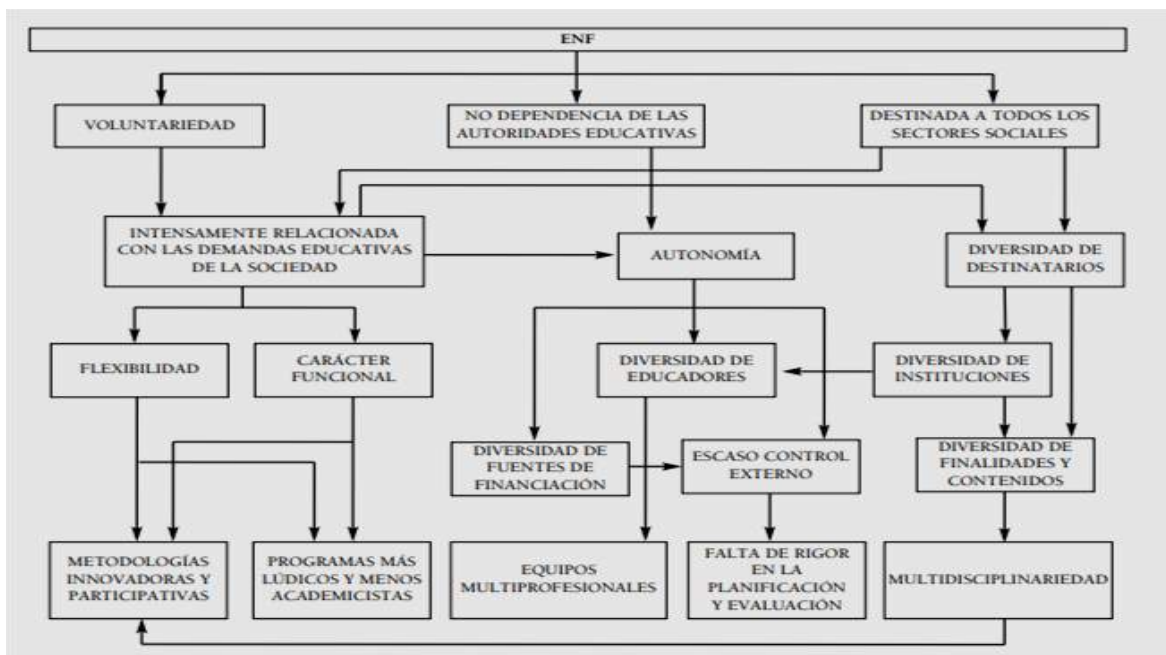 ENF
VOLUNTARIEDAD
NO DEPENDENCIA DE LAS
AUTORIDADES EDUCATIVAS
DESTINADA A TODOS LOS
SECTORES SOCIALES
INTENSAMENTE RELACIONADA
CON LAS DEMANDAS EDUCATIVAS
DE LA SOCIEDAD
AUTONOMÍA
DIVERSIDAD DE
DESTINATARIOS
FLEXIBILIDAD
CARÁCTER
FUNCIONAL
DIVERSIDAD DE
EDUCADORES
DIVERSIDAD DE
INSTITUCIONES
DIVERSIDAD DE
FUENTES DE
FINANCIACIÓN
ESCASO CONTROL
EXTERNO
DIVERSIDAD DE
FINALIDADES Y
CONTENIDOS
METODOLOGÍAS
INNOVADORAS Y
PARTICIPATIVAS
PROGRAMAS MÁS
LÚDICOS Y MENOS
ACADEMICISTAS
EQUIPOS
MULTIPROFESIONALES
FALTA DE RIGOR
EN LA
PLANIFICACIÓN
Y EVALUACIÓN
MULTIDISCIPLINARIEDAD